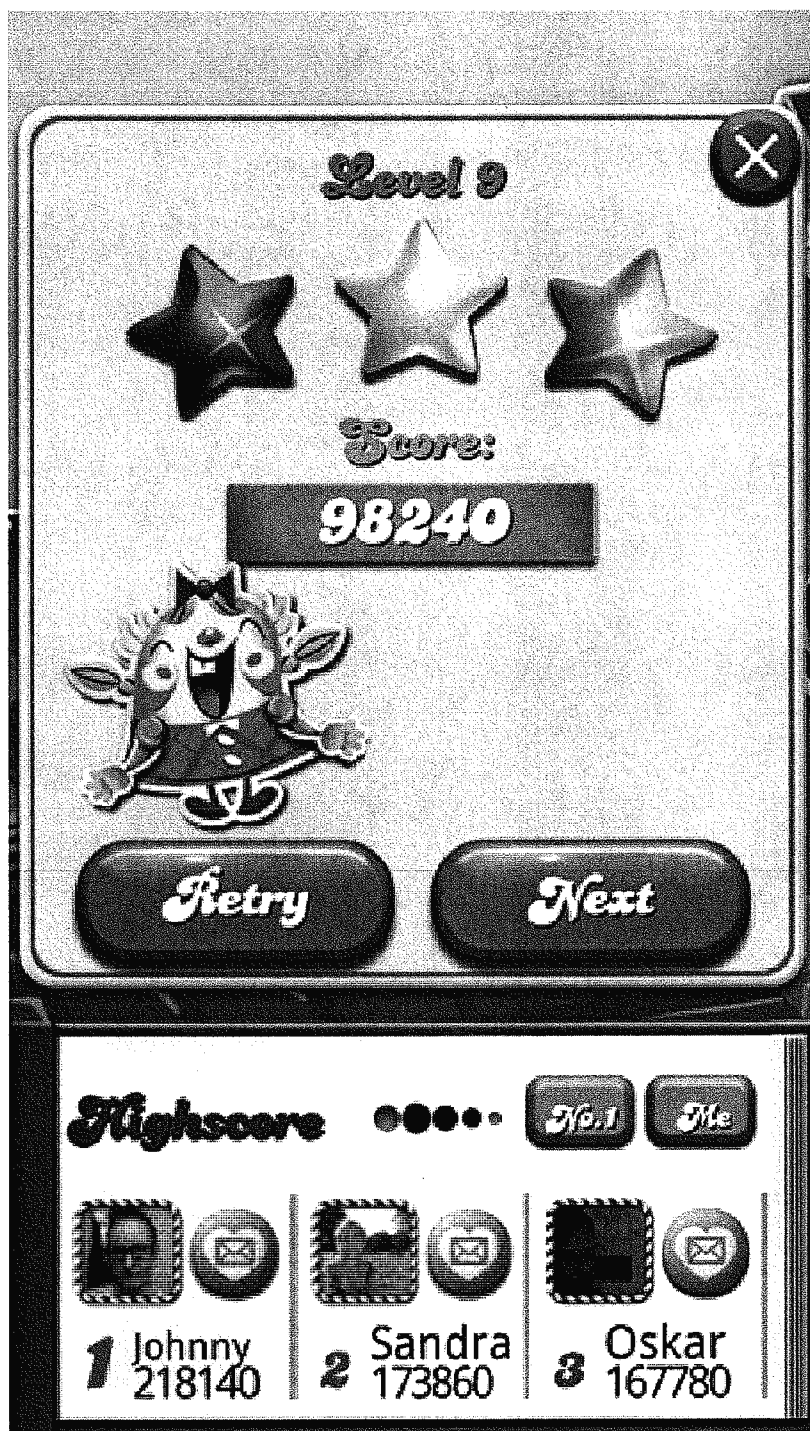 Level 9
Score:
98240
Retry
Next
Highscore
No.1
Me
1 Johnny
218140
2 Sandra
173860
3 Oskar
167780